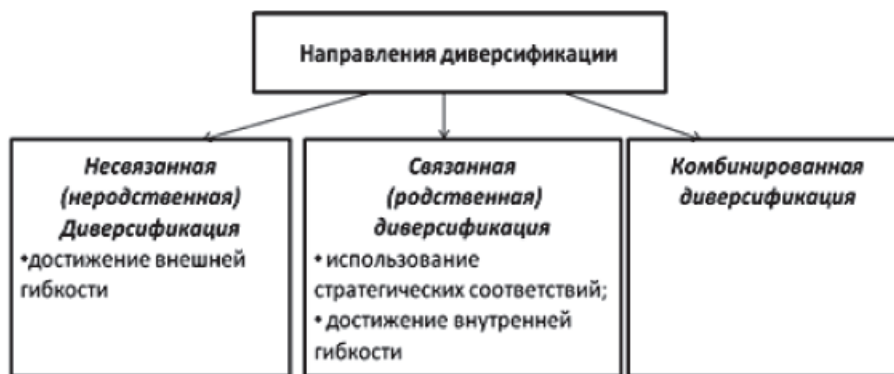 Направления диверсификации
Несвязанная
(неродственная)
Диверсификация
•достижение внешней
гибкости
Связанная
(родственная)
диверсификация
• использование
стратегических соответствий;
• достижение внутренней
гибкости
Комбинированная
диверсификация